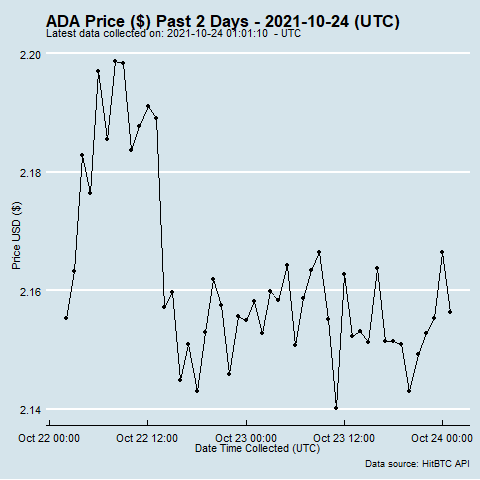 ADA Price ($) Past 2 Days - 2021-10-24 (UTC)
Latest data collected on: 2021-10-24 01:01:10  - UTC
2.20
2.18
2.16
2.14
Price USD ($)
Oct 22 00:00 Oct 22 12:00 Oct 23 00:00 Oct 23 12:00 Oct 24 00:00
Date Time Collected (UTC)
Data source: HitBTC API